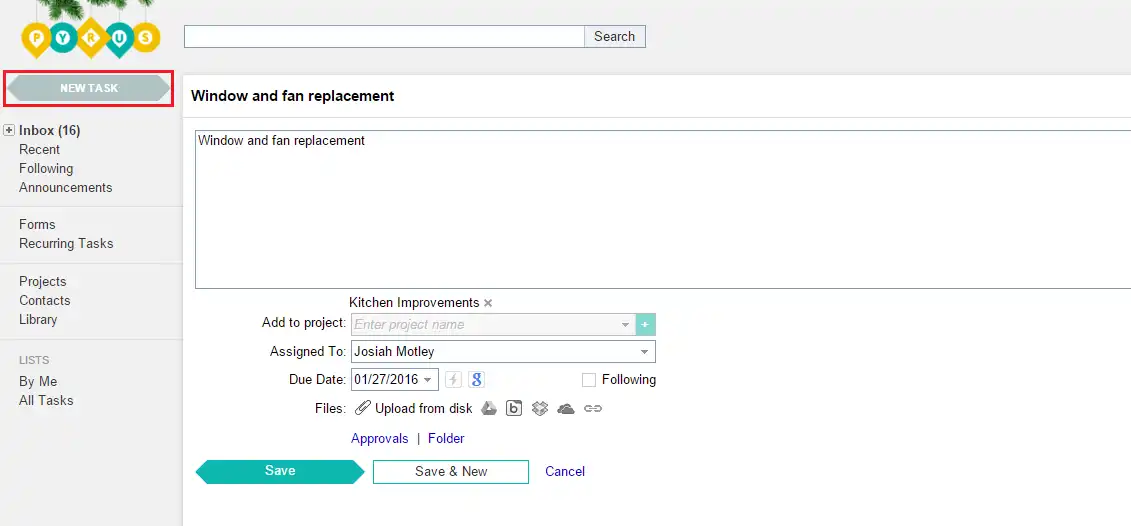 PYRUS
Search
NEW TASK
Window and fan replacement
Inbox (16)
Recent
Following
Announcements
Forms
Recurring Tasks
Projects
Contacts
Library
LISTS
By Me
All Tasks
Window and fan replacement
Kitchen Improvements ×
Add to project: Enter project name +
Assigned To: Josiah Motley
Due Date: 01/27/2016 g Following
Files: Upload from disk b
Approvals | Folder
Save Save & New Cancel